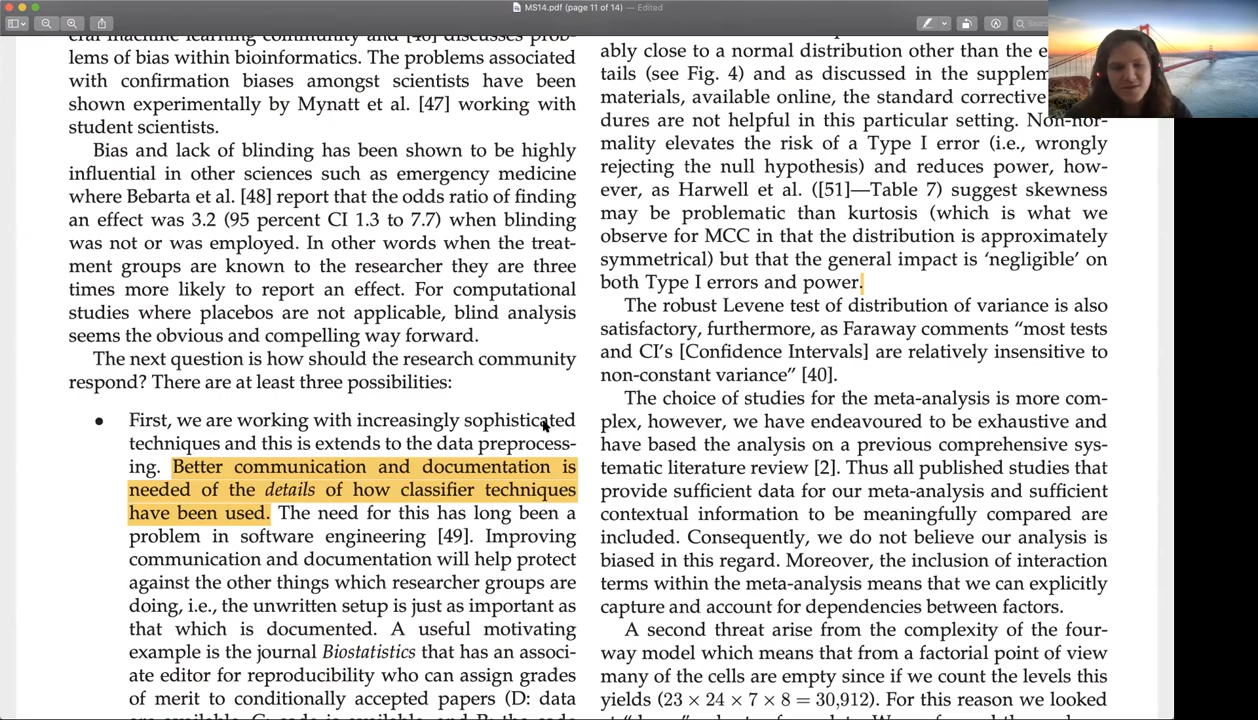 MS14.pdf (page 11 of 14) — Edited
eral machine learning community and [46] discusses prob-
lems of bias within bioinformatics. The problems associated
with confirmation biases amongst scientists have been
shown experimentally by Mynatt et al. [47] working with
student scientists.
Bias and lack of blinding has been shown to be highly
influential in other sciences such as emergency medicine
where Bebarta et al. [48] report that the odds ratio of finding
an effect was 3.2 (95 percent CI 1.3 to 7.7) when blinding
was not or was employed. In other words when the treat-
ment groups are known to the researcher they are three
times more likely to report an effect. For computational
studies where placebos are not applicable, blind analysis
seems the obvious and compelling way forward.
The next question is how should the research community
respond? There are at least three possibilities:
• First, we are working with increasingly sophisticated
techniques and this is extends to the data preprocess-
ing. Better communication and documentation is
needed of the details of how classifier techniques
have been used. The need for this has long been a
problem in software engineering [49]. Improving
communication and documentation will help protect
against the other things which researcher groups are
doing, i.e., the unwritten setup is just as important as
that which is documented. A useful motivating
example is the journal Biostatistics that has an associ-
ate editor for reproducibility who can assign grades
of merit to conditionally accepted papers (D: data
ably close to a normal distribution other than the e
tails (see Fig. 4) and as discussed in the supplem
materials, available online, the standard corrective
dures are not helpful in this particular setting. Non-nor-
mality elevates the risk of a Type I error (i.e., wrongly
rejecting the null hypothesis) and reduces power, how-
ever, as Harwell et al. ([51]—Table 7) suggest skewness
may be problematic than kurtosis (which is what we
observe for MCC in that the distribution is approximately
symmetrical) but that the general impact is ‘negligible’ on
both Type I errors and power.
The robust Levene test of distribution of variance is also
satisfactory, furthermore, as Faraway comments “most tests
and CI’s [Confidence Intervals] are relatively insensitive to
non-constant variance” [40].
The choice of studies for the meta-analysis is more com-
plex, however, we have endeavoured to be exhaustive and
have based the analysis on a previous comprehensive sys-
tematic literature review [2]. Thus all published studies that
provide sufficient data for our meta-analysis and sufficient
contextual information to be meaningfully compared are
included. Consequently, we do not believe our analysis is
biased in this regard. Moreover, the inclusion of interaction
terms within the meta-analysis means that we can explicitly
capture and account for dependencies between factors.
A second threat arise from the complexity of the four-
way model which means that from a factorial point of view
many of the cells are empty since if we count the levels this
yields (23 × 24 × 7 × 8 = 30,912). For this reason we looked